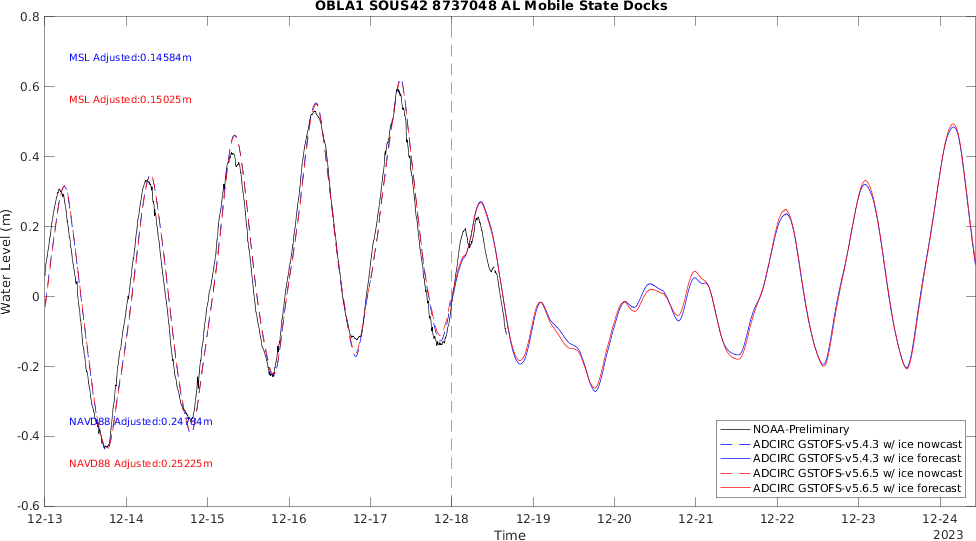 OBLA1 SOUS42 8737048 AL Mobile State Docks
0.8
0.6
0.4
0.2
0
-0.2
-0.4
-0.6
Water Level (m)
MSL Adjusted:0.14584m
MSL Adjusted:0.15025m
NAVD88 Adjusted:0.24784m
NAVD88 Adjusted:0.25225m
NOAA-Preliminary
ADCIRC GSTOFS-v5.4.3 w/ ice nowcast
ADCIRC GSTOFS-v5.4.3 w/ ice forecast
ADCIRC GSTOFS-v5.6.5 w/ ice nowcast
ADCIRC GSTOFS-v5.6.5 w/ ice forecast
12-13 12-14 12-15 12-16 12-17 12-18 12-19 12-20 12-21 12-22 12-23 12-24
Time
2023